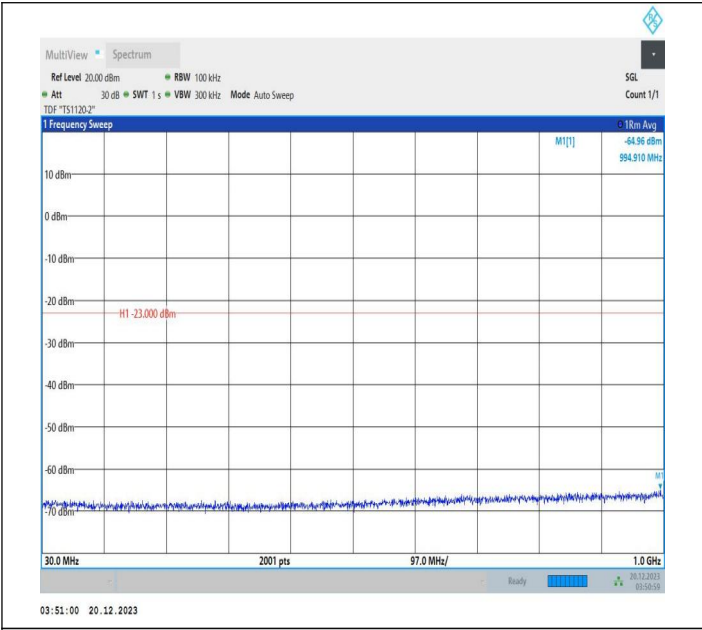 R S
MultiView Spectrum
Ref Level 20.00 dBm RBW 100 kHz SGL
Att 30 dB SWT 1 s VBW 300 kHz Mode Auto Sweep Count 1/1
TDF "TS1120-2"
1 Frequency Sweep 1Rm Avg
M1[1] -64.96 dBm
994.910 MHz
10 dBm
0 dBm
-10 dBm
-20 dBm
H1 -23.000 dBm
-30 dBm
-40 dBm
-50 dBm
-60 dBm
M1
-70 dBm
30.0 MHz 2001 pts 97.0 MHz/ 1.0 GHz
Ready 20.12.2023
03:50:59
03:51:00 20.12.2023